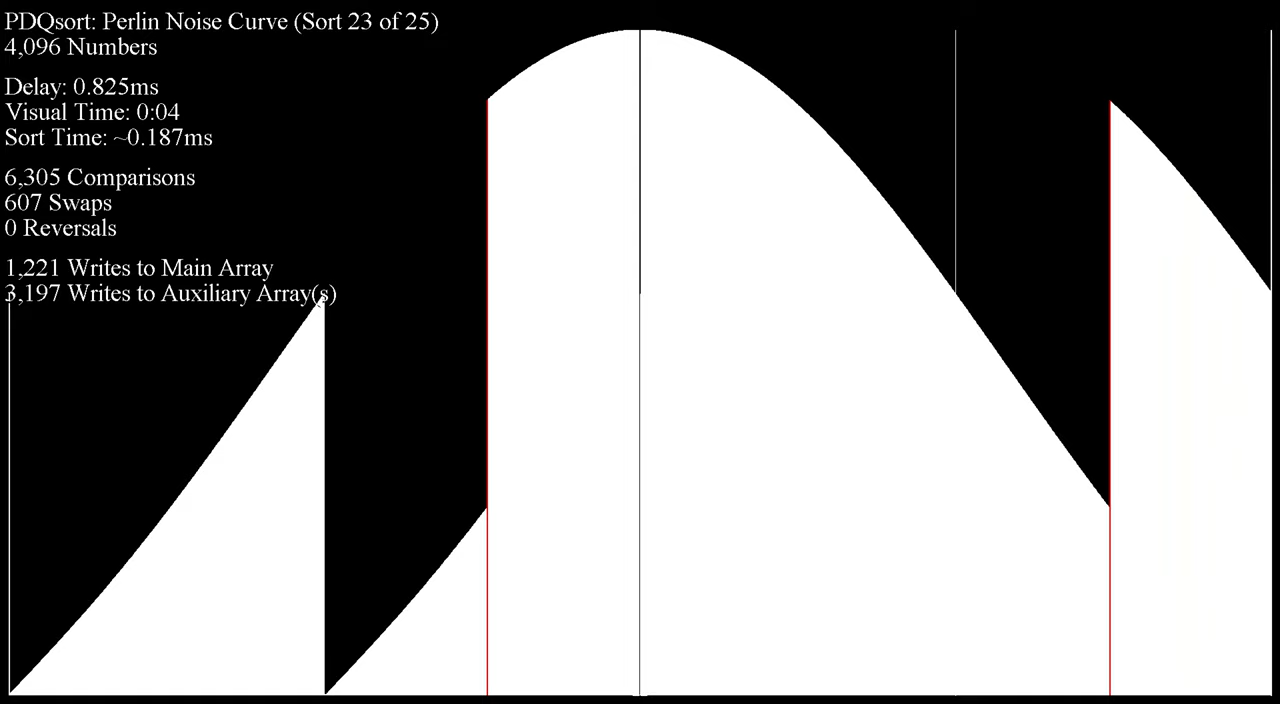 PDQsort: Perlin Noise Curve (Sort 23 of 25)
4,096 Numbers
Delay: 0.825ms
Visual Time: 0:04
Sort Time: ~0.187ms
6,305 Comparisons
607 Swaps
0 Reversals
1,221 Writes to Main Array
3,197 Writes to Auxiliary Array(s)